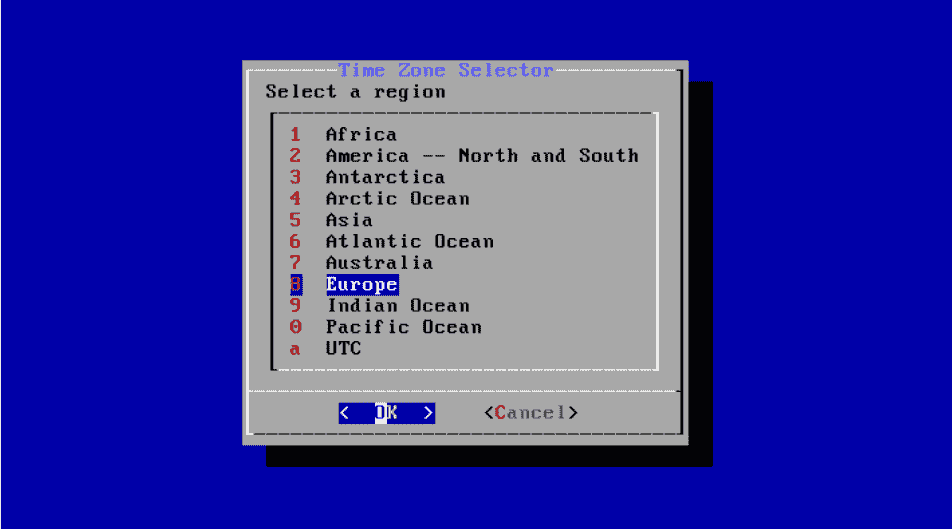 Time Zone Selector
Select a region
1 Africa
2 America -- North and South
3 Antarctica
4 Arctic Ocean
5 Asia
6 Atlantic Ocean
7 Australia
8 Europe
9 Indian Ocean
0 Pacific Ocean
a UTC
< OK > <Cancel>